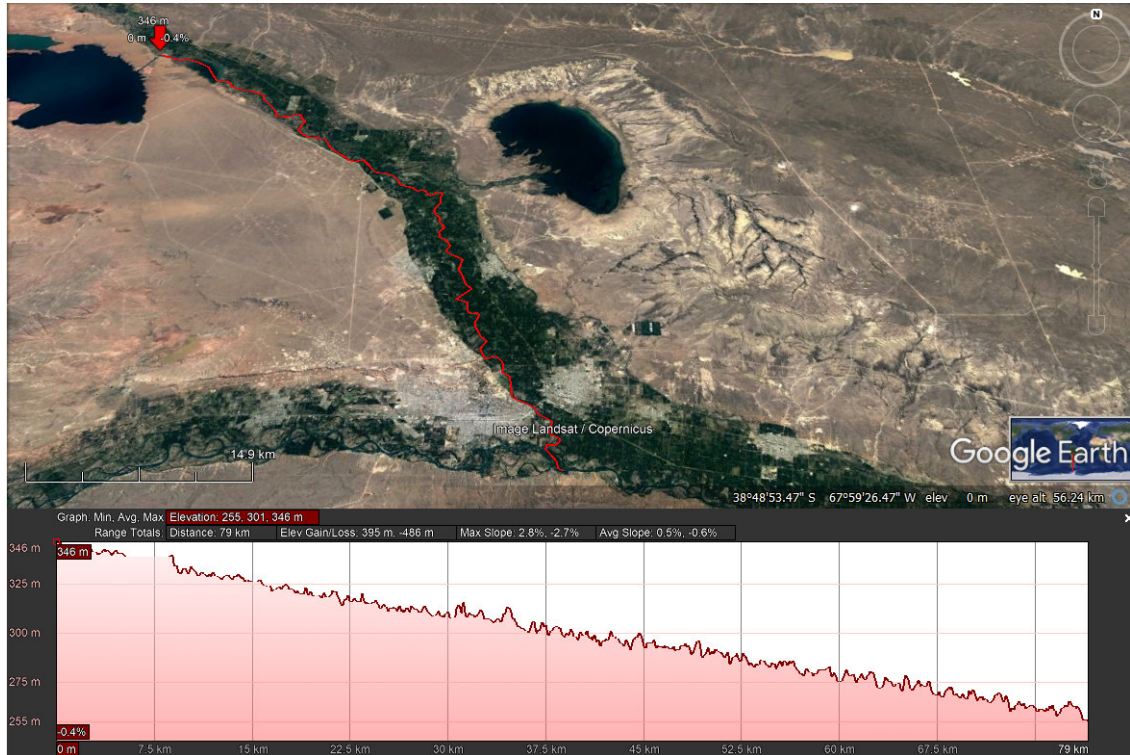 N
346 m
0 m -0.4%
Image Landsat / Copernicus
14.9 km
Google Earth
38°48'53.47" S 67°59'26.47" W elev 0 m eye alt 56.24 km
Graph: Min, Avg, Max Elevation: 255, 301, 346 m
Range Totals: Distance: 79 km Elev Gain/Loss: 395 m, -486 m Max Slope: 2.8%, -2.7% Avg Slope: 0.5%, -0.6%
346 m
346 m
325 m
300 m
275 m
255 m
-0.4%
0 m 7.5 km 15 km 22.5 km 30 km 37.5 km 45 km 52.5 km 60 km 67.5 km 79 km